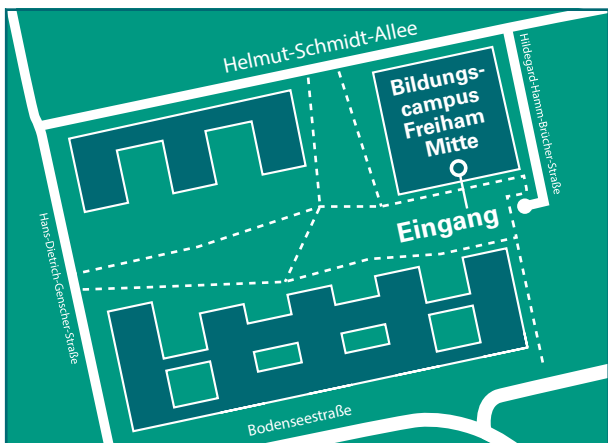 Helmut-Schmidt-Allee
Bildungs-
campus
Freiham
Mitte
Hildegard-Hamm-Brücher-Straße
Eingang
Hans-Dietrich-Genscher-Straße
Bodenseestraße